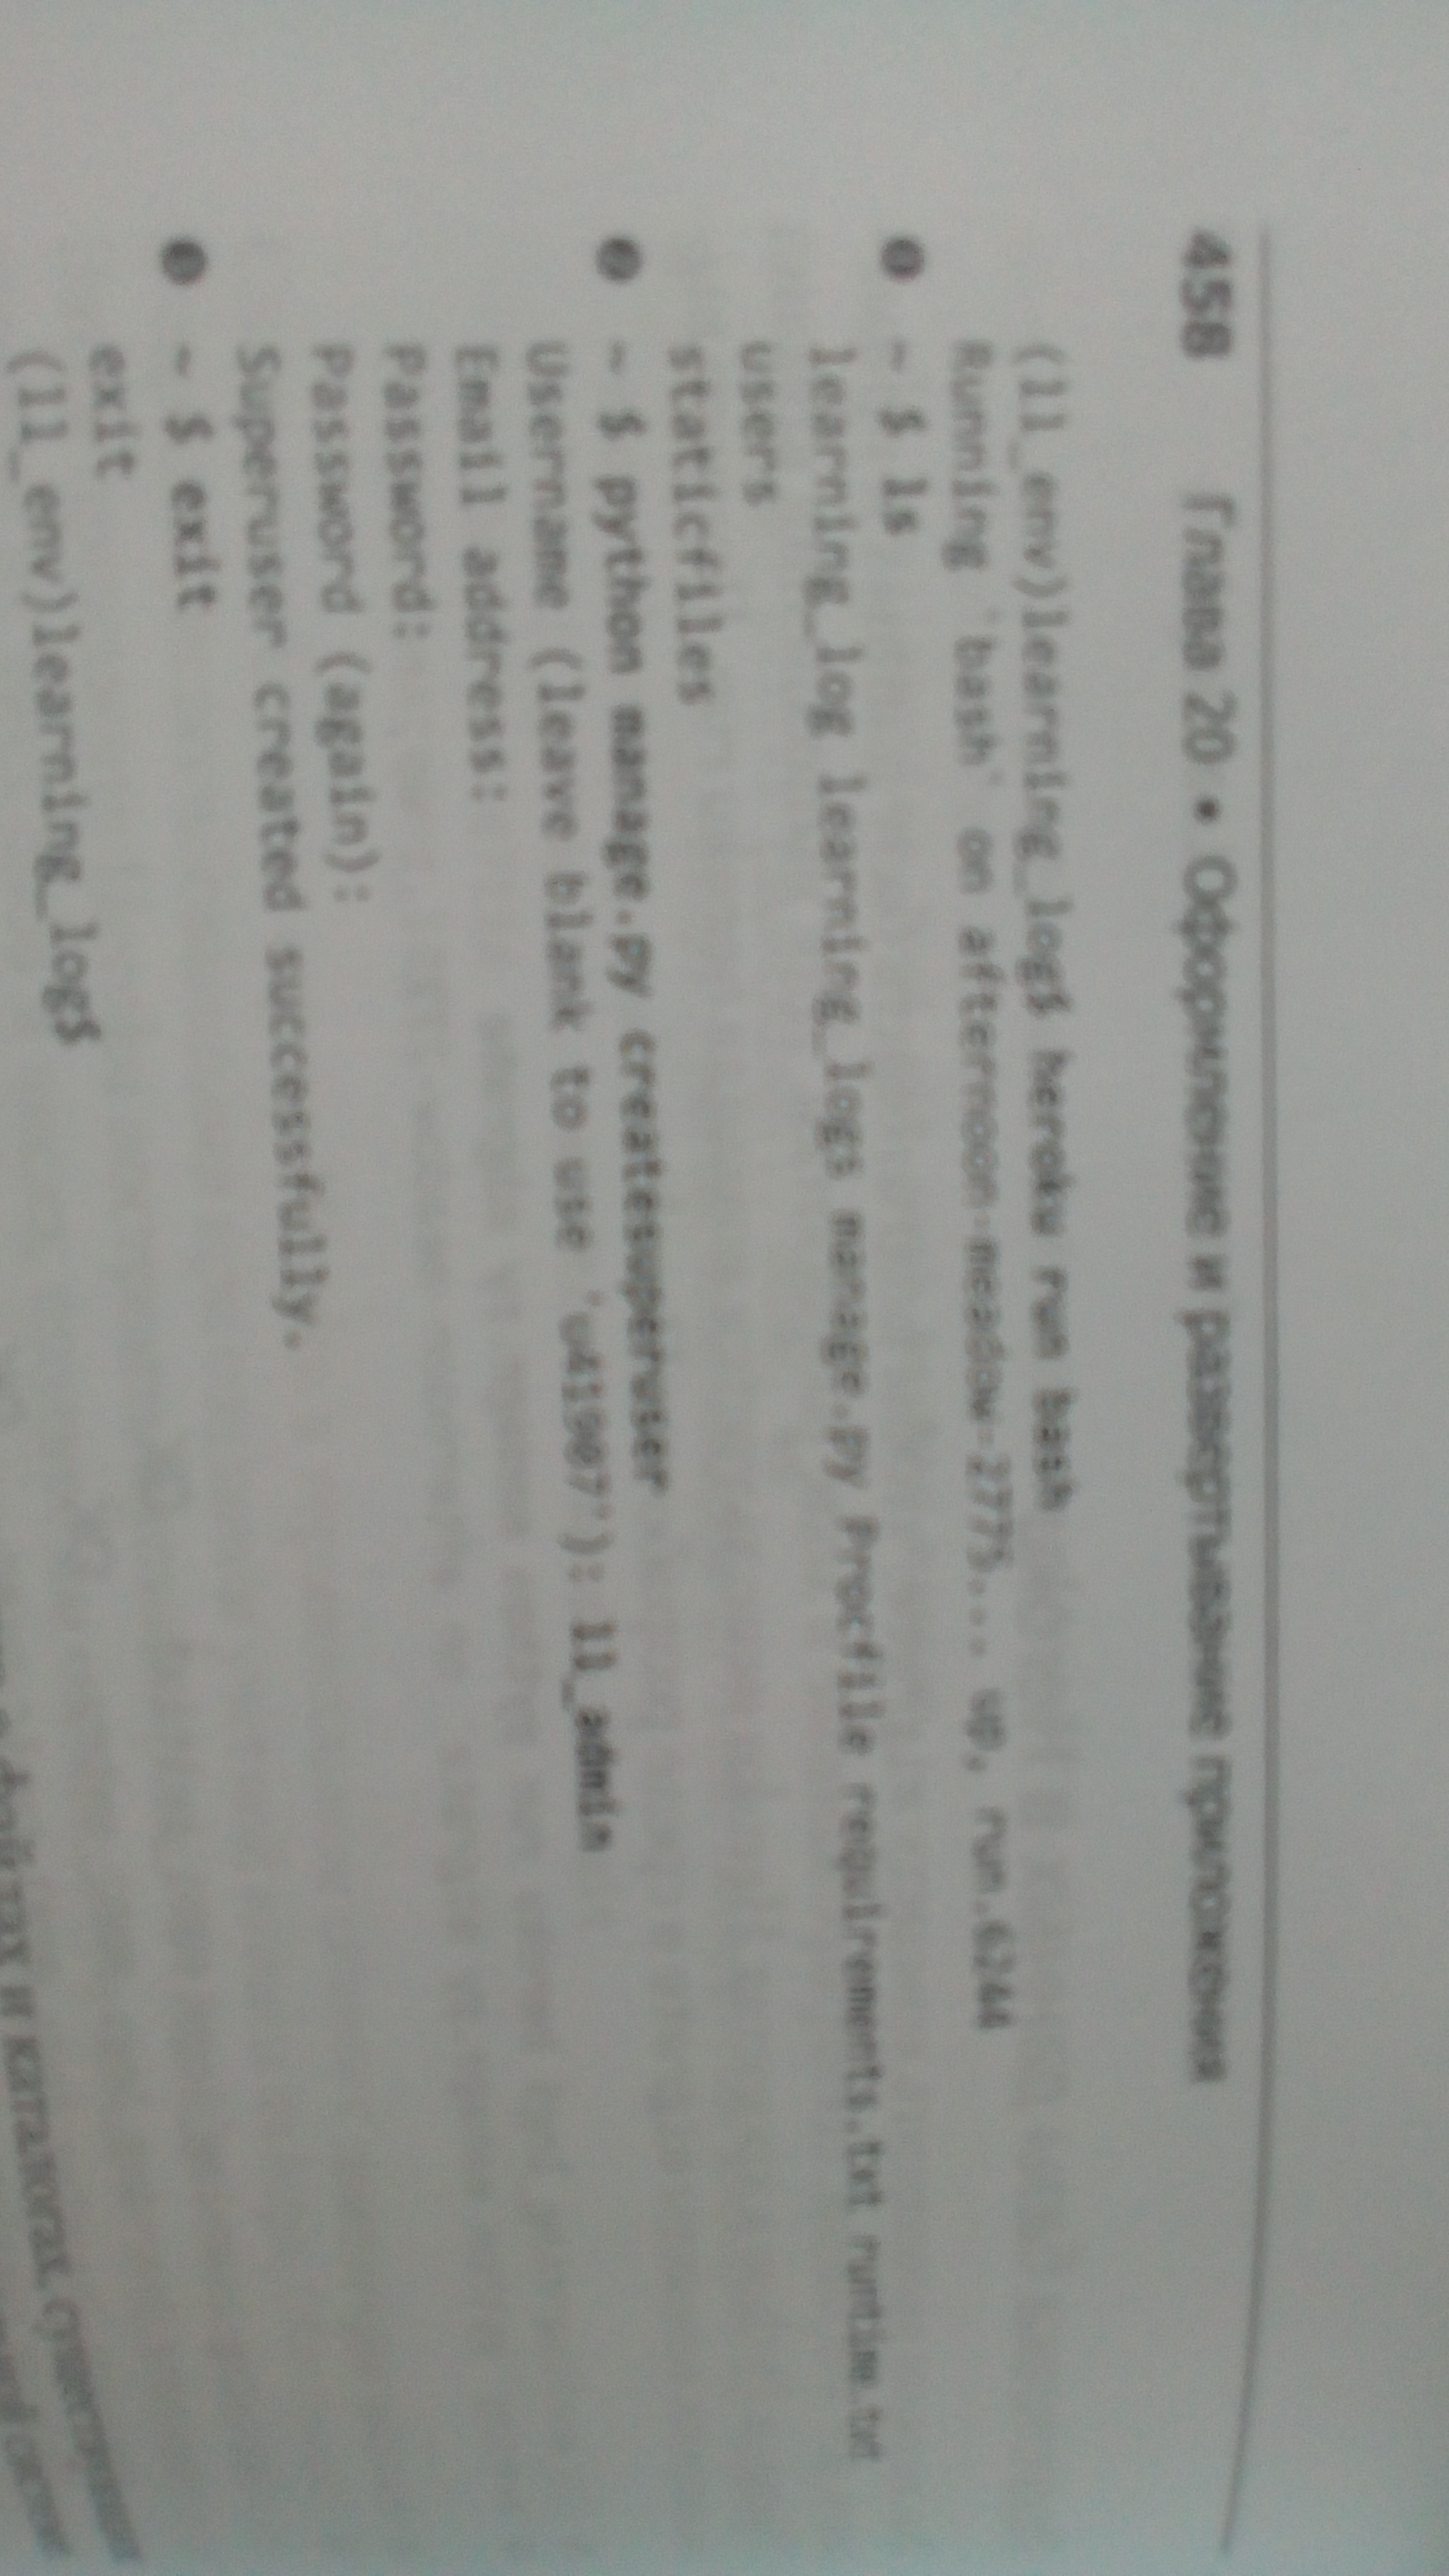 458 Глава 20 • Оформление и развертывание приложения
(ll_env)learning_log$ heroku run bash
Running `bash` on afternoon-meadow-2775... up, run.6244
❶ ~ $ ls
learning_log learning_logs manage.py Procfile requirements.txt runtime.txt
users
staticfiles
❷ ~ $ python manage.py createsuperuser
Username (leave blank to use 'u41907'): ll_admin
Email address:
Password:
Password (again):
Superuser created successfully.
❸ ~ $ exit
exit
(ll_env)learning_log$
файлах и каталогах, существующих